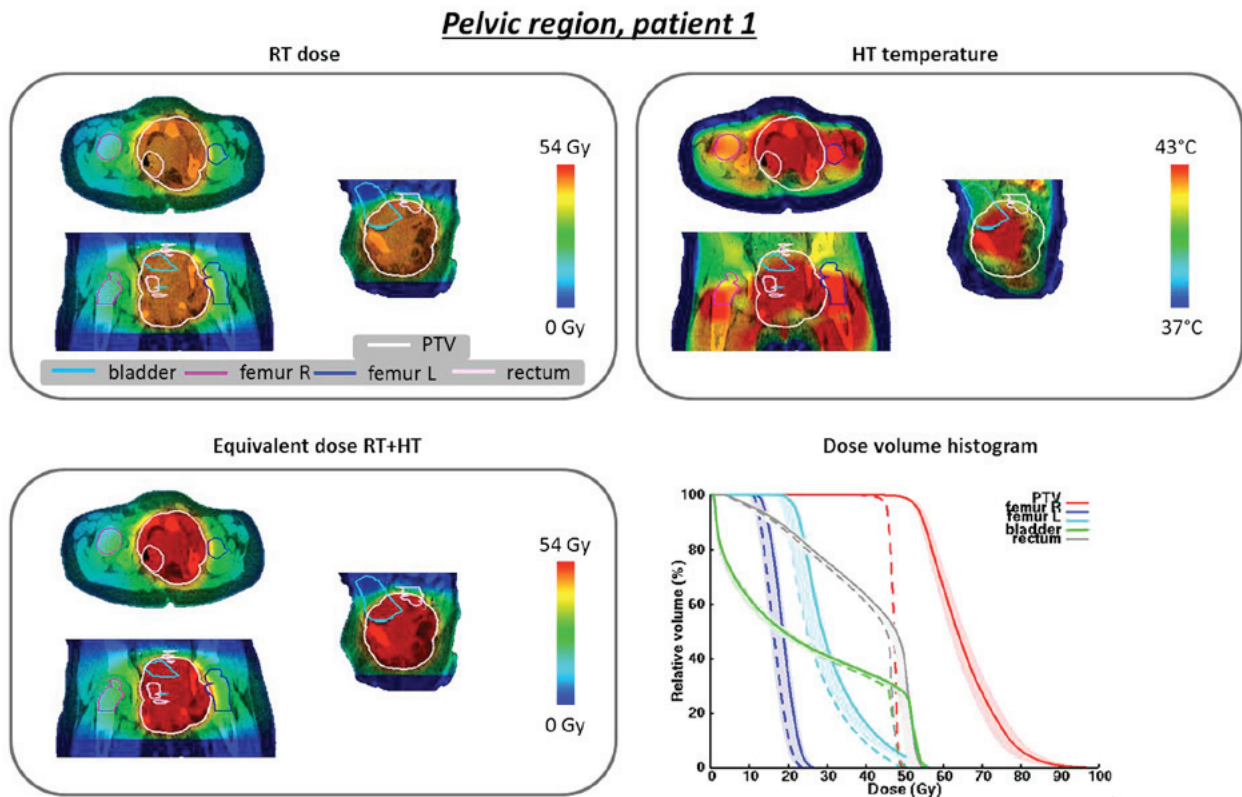 Pelvic region, patient 1
RT dose
54 Gy
0 Gy
PTV
bladder femur R femur L rectum
HT temperature
43°C
37°C
Equivalent dose RT+HT
54 Gy
0 Gy
Dose volume histogram
PTV
femur R
femur L
bladder
rectum
Relative volume (%)
100
80
60
40
20
0
0 10 20 30 40 50 60 70 80 90 100
Dose (Gy)